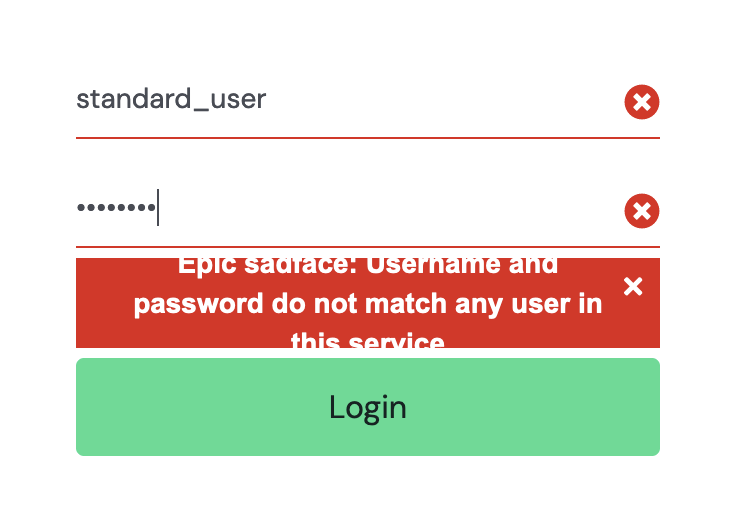 standard_user
••••••••
Epic sadface: Username and
password do not match any user in
this service
Login